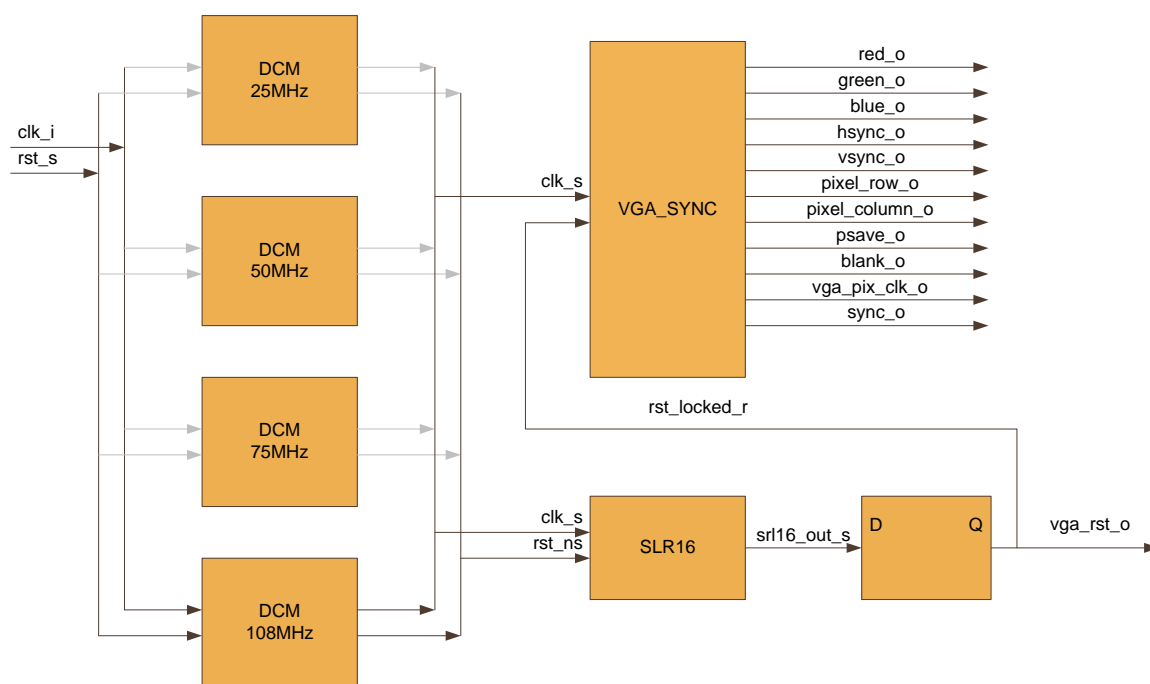 clk_i
rst_s
DCM
25MHz
DCM
50MHz
DCM
75MHz
DCM
108MHz
clk_s
VGA_SYNC
red_o
green_o
blue_o
hsync_o
vsync_o
pixel_row_o
pixel_column_o
psave_o
blank_o
vga_pix_clk_o
sync_o
rst_locked_r
clk_s
rst_ns
SLR16
srl16_out_s
D
Q
vga_rst_o